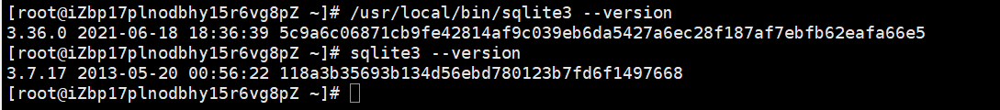 [root@iZbp17plnodbhy15r6vg8pZ ~]# /usr/local/bin/sqlite3 --version
3.36.0 2021-06-18 18:36:39 5c9a6c06871cb9fe42814af9c039eb6da5427a6ec28f187af7ebfb62eafa66e5
[root@iZbp17plnodbhy15r6vg8pZ ~]# sqlite3 --version
3.7.17 2013-05-20 00:56:22 118a3b35693b134d56ebd780123b7fd6f1497668
[root@iZbp17plnodbhy15r6vg8pZ ~]#